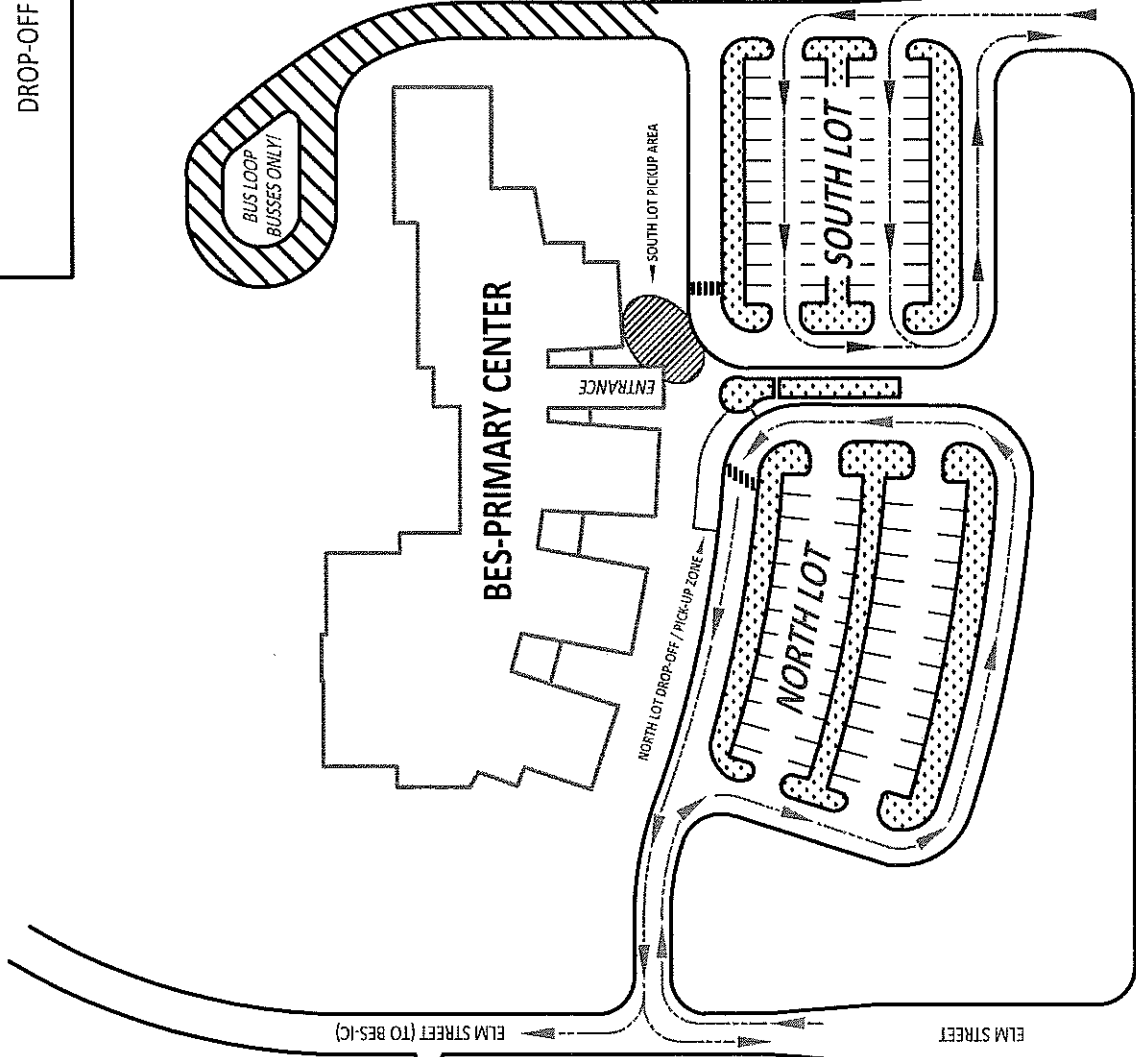 DROP-OFF
BUS LOOP
BUSSES ONLY!
SOUTH LOT PICKUP AREA
SOUTH LOT
BES-PRIMARY CENTER
ENTRANCE
NORTH LOT DROP-OFF / PICK-UP ZONE
NORTH LOT
ELM STREET (TO BES-IC)
ELM STREET